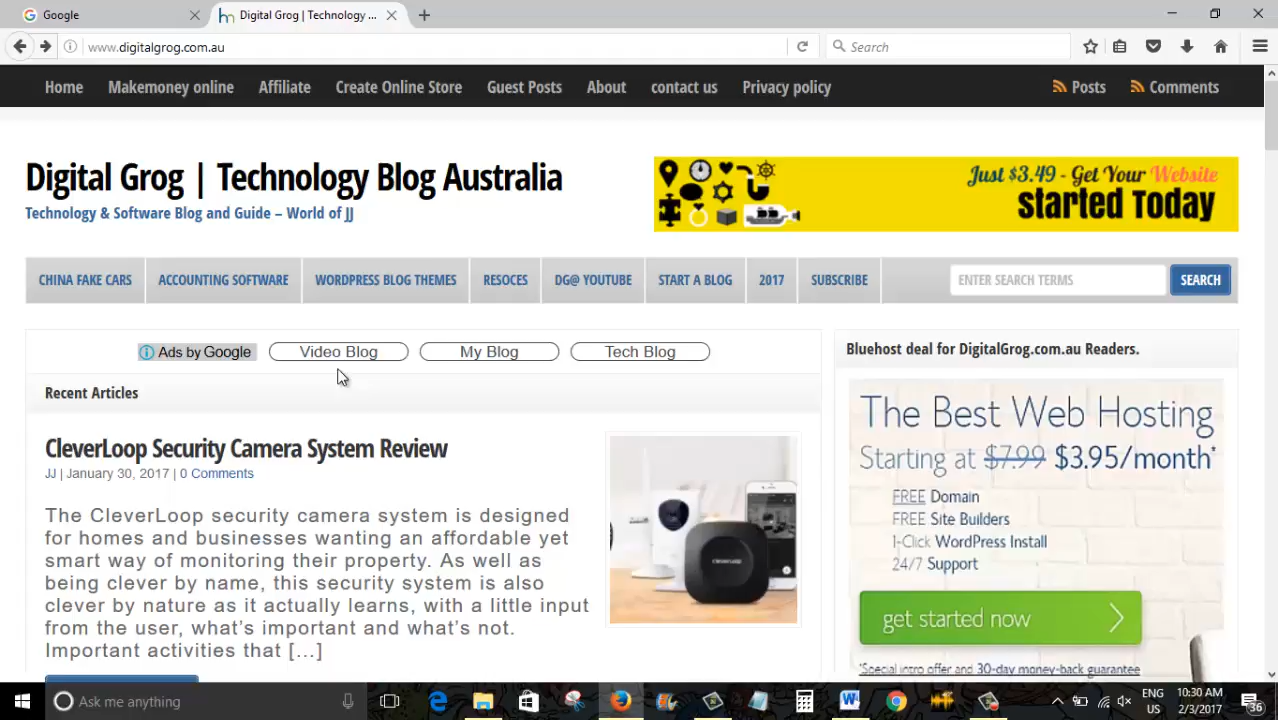 Google
Digital Grog | Technology ...
www.digitalgrog.com.au
Search
Home Makemoney online Affiliate Create Online Store Guest Posts About contact us Privacy policy Posts Comments
Digital Grog | Technology Blog Australia
Technology & Software Blog and Guide – World of JJ
Just $3.49 - Get Your Website
started Today
CHINA FAKE CARS ACCOUNTING SOFTWARE WORDPRESS BLOG THEMES RESOCES DG@ YOUTUBE START A BLOG 2017 SUBSCRIBE
ENTER SEARCH TERMS SEARCH
Ads by Google Video Blog My Blog Tech Blog
Recent Articles
CleverLoop Security Camera System Review
JJ | January 30, 2017 | 0 Comments
The CleverLoop security camera system is designed
for homes and businesses wanting an affordable yet
smart way of monitoring their property. As well as
being clever by name, this security system is also
clever by nature as it actually learns, with a little input
from the user, what's important and what's not.
Important activities that […]
CLEVERLOOP
Bluehost deal for DigitalGrog.com.au Readers.
The Best Web Hosting
Starting at $7.99 $3.95/month*
FREE Domain
FREE Site Builders
1-Click WordPress Install
24/7 Support
get started now
*Special intro offer and 30-day money-back guarantee
Ask me anything
ENG
US
10:30 AM
2/3/2017
36